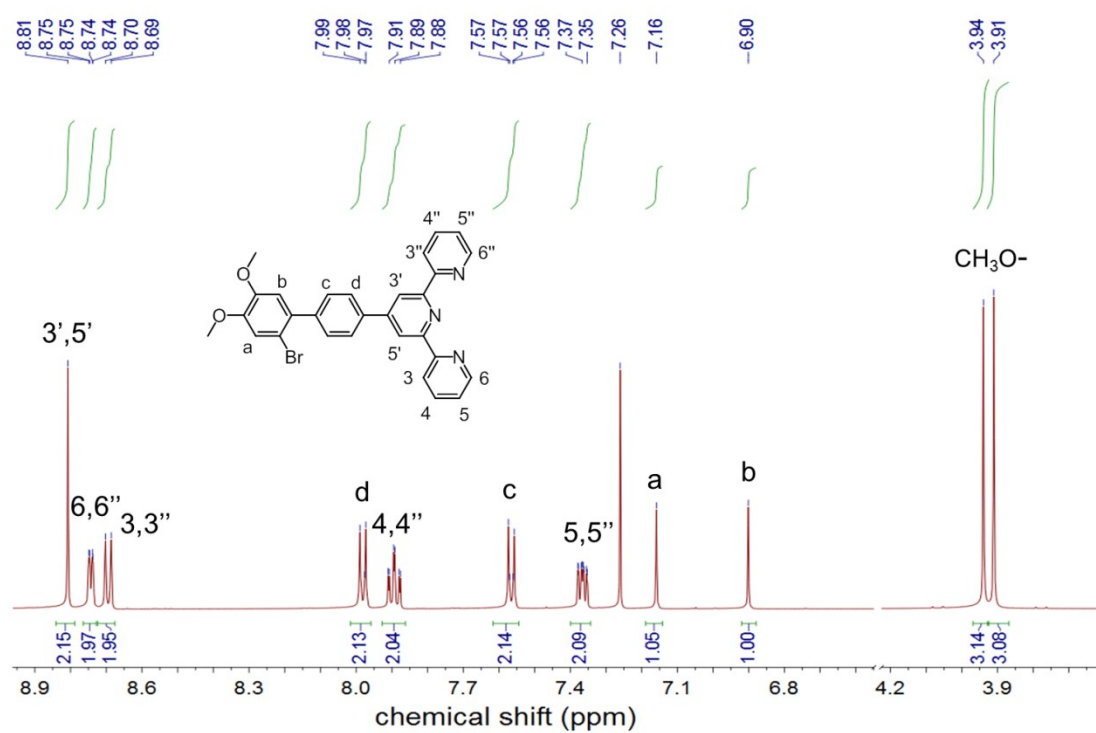 8.81 8.75 8.75 8.74 8.74 8.70 8.69 7.99 7.98 7.97 7.91 7.89 7.88 7.57 7.57 7.56 7.56 7.37 7.35 7.26 7.16 6.90 3.94 3.91
4'' 5''
3'' 6''
b c d 3' N
O
O N
a Br 5' N
3 6
4 5
CH₃O-
3’,5’
6,6’’ 3,3’’ d 4,4’’ c 5,5’’ a b
2.15 1.97 1.95 2.13 2.04 2.14 2.09 1.05 1.00 3.14 3.08
8.9 8.6 8.3 8.0 7.7 7.4 7.1 6.8 4.2 3.9
chemical shift (ppm)